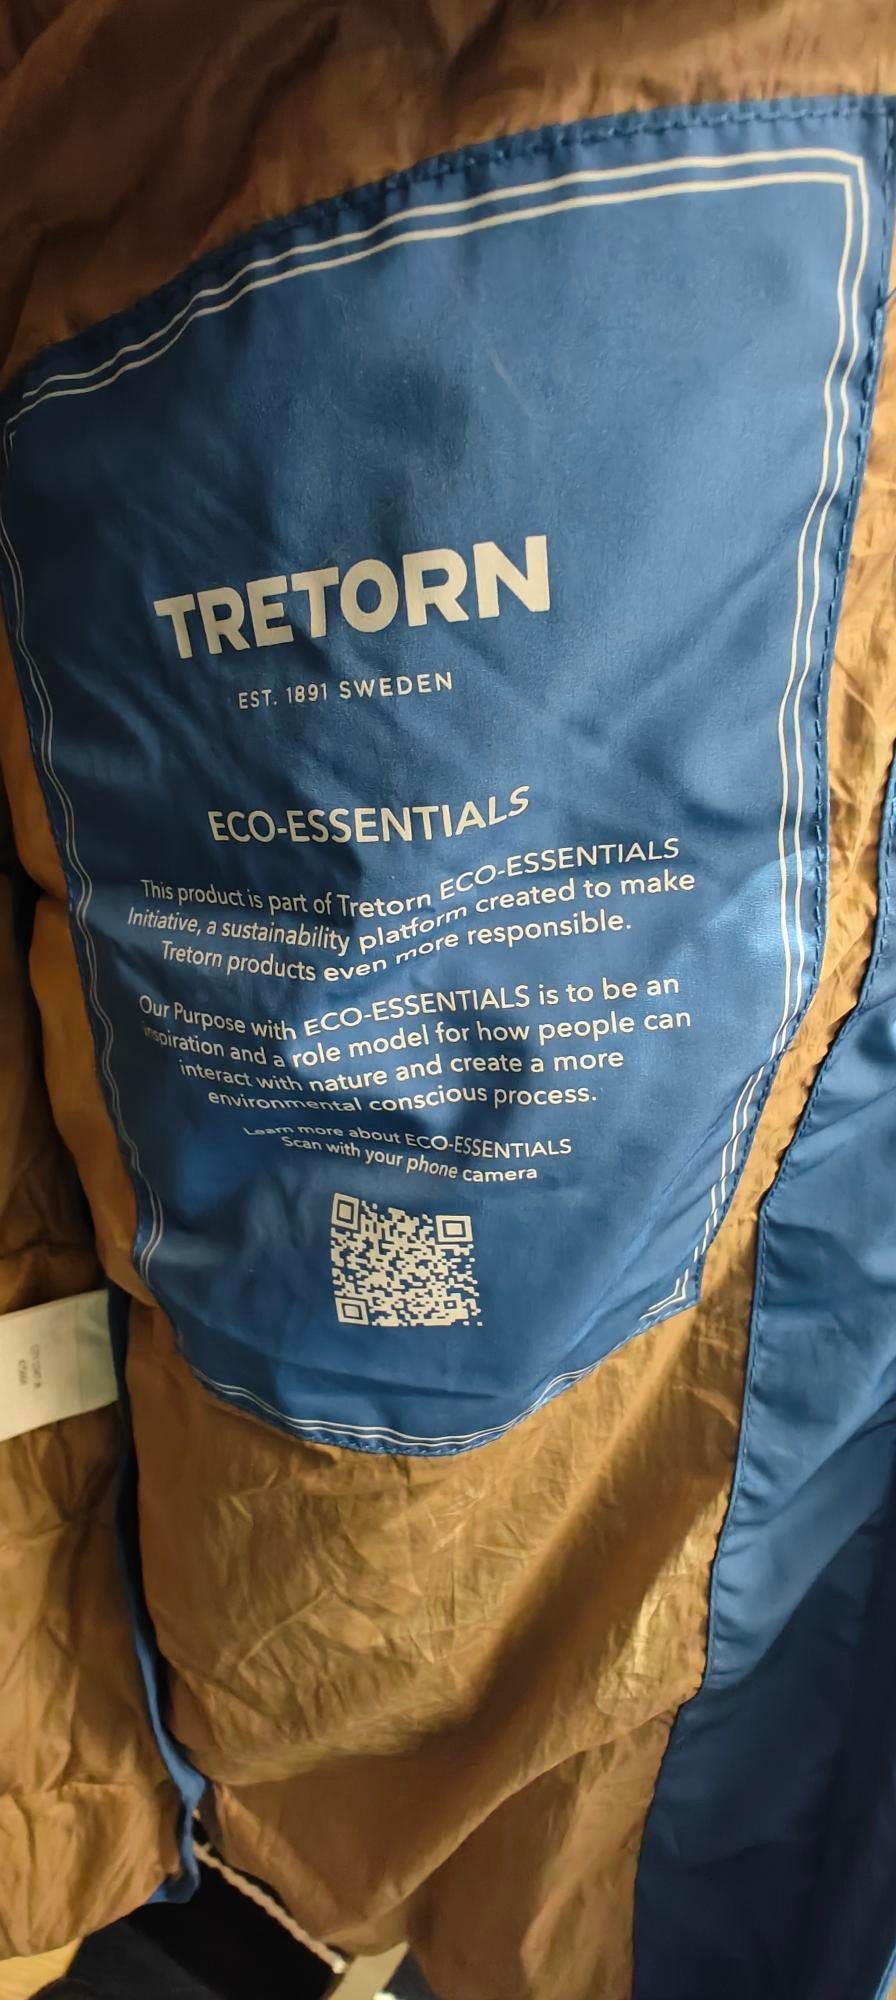 TRETORN
EST. 1891 SWEDEN
ECO-ESSENTIALS
This product is part of Tretorn ECO-ESSENTIALS
Initiative, a sustainability platform created to make
Tretorn products even more responsible.
Our Purpose with ECO-ESSENTIALS is to be an
inspiration and a role model for how people can
interact with nature and create a more
environmental conscious process.
Learn more about ECO-ESSENTIALS
Scan with your phone camera